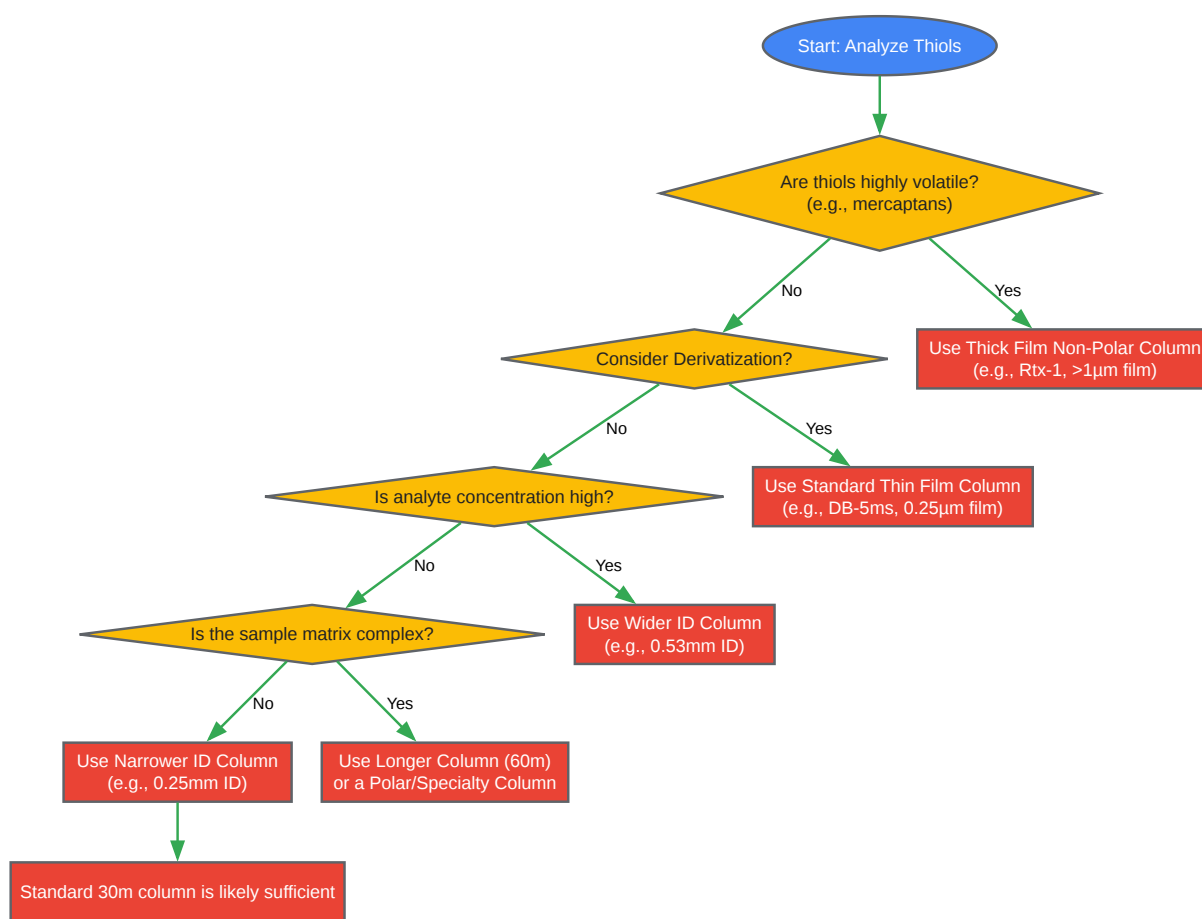 Start: Analyze Thiols
Are thiols highly volatile?
(e.g., mercaptans)
No
Yes
Consider Derivatization?
Use Thick Film Non-Polar Column
(e.g., Rtx-1, >1µm film)
No
Yes
Is analyte concentration high?
Use Standard Thin Film Column
(e.g., DB-5ms, 0.25µm film)
No
Yes
Is the sample matrix complex?
Use Wider ID Column
(e.g., 0.53mm ID)
No
Yes
Use Narrower ID Column
(e.g., 0.25mm ID)
Use Longer Column (60m)
or a Polar/Specialty Column
Standard 30m column is likely sufficient